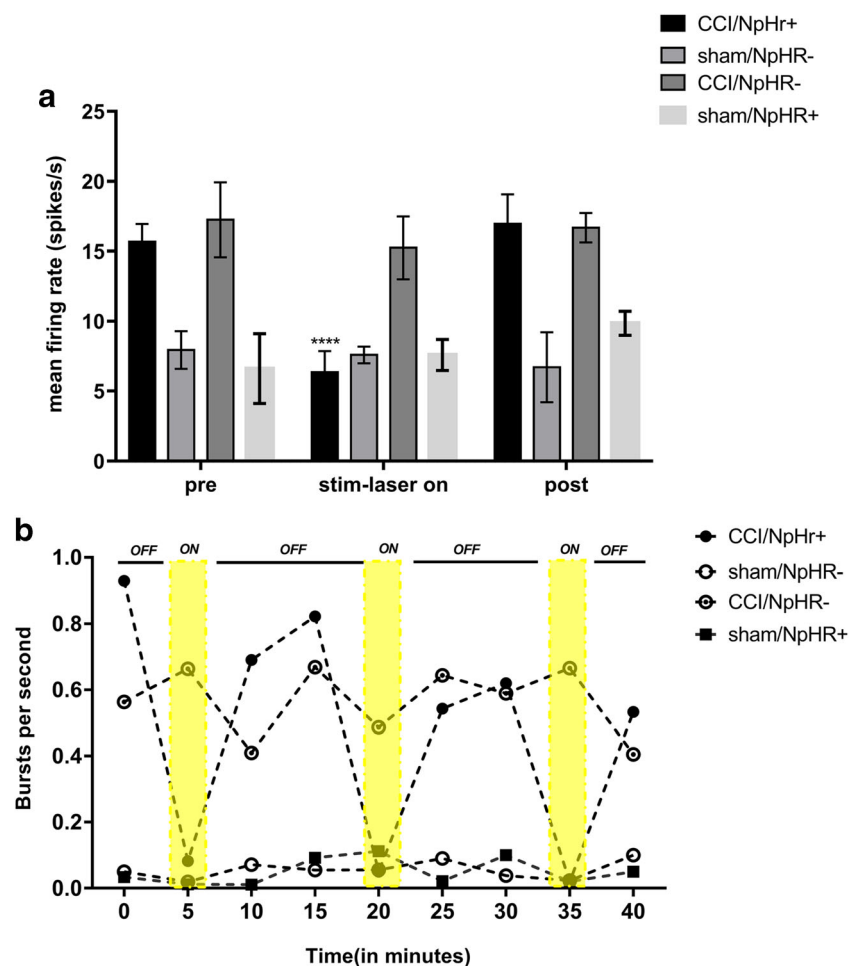 CCI/NpHr+
sham/NpHR-
CCI/NpHR-
sham/NpHR+
a
mean firing rate (spikes/s)
25
20
15
10
5
0
****
pre
stim-laser on
post
b
OFF
ON
OFF
ON
OFF
ON
OFF
CCI/NpHr+
sham/NpHR-
CCI/NpHR-
sham/NpHR+
Bursts per second
1.0
0.8
0.6
0.4
0.2
0.0
0 5 10 15 20 25 30 35 40
Time(in minutes)